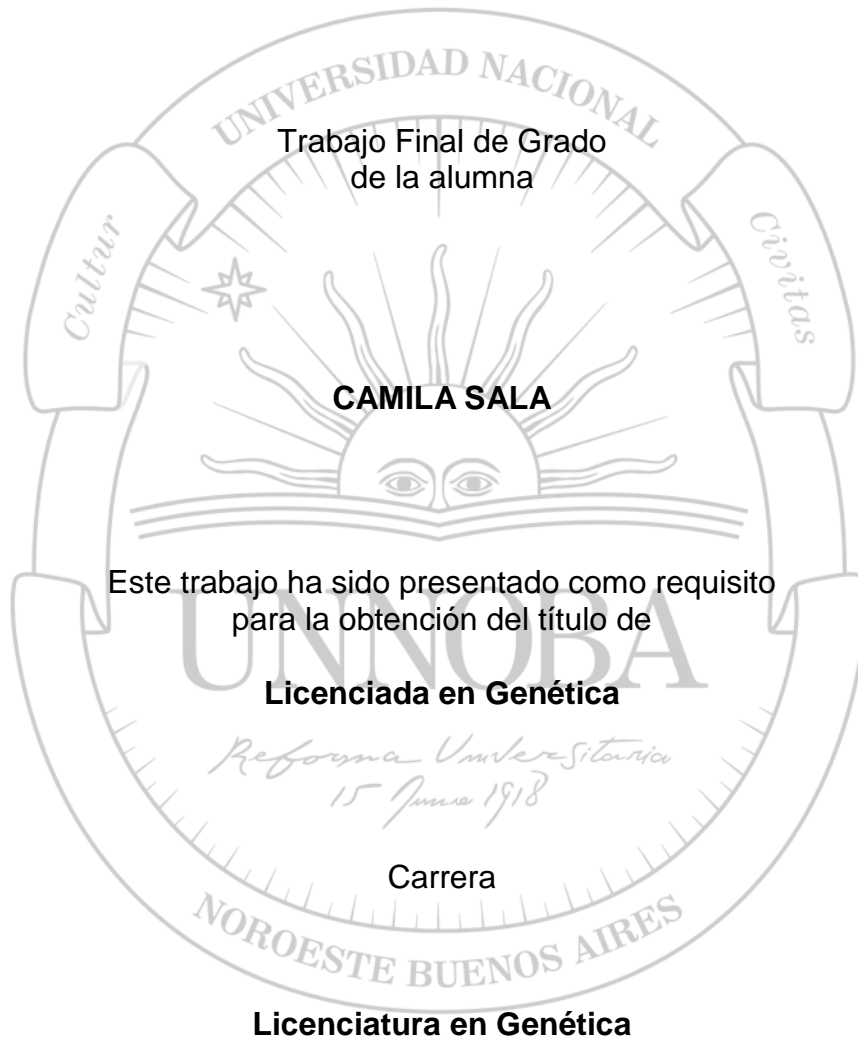 UNIVERSIDAD NACIONAL
Trabajo Final de Grado
de la alumna
Cultur
Civitas
CAMILA SALA
Este trabajo ha sido presentado como requisito
para la obtención del título de
UNNOBA
Licenciada en Genética
Reforma Universitaria
15 Junio 1918
Carrera
NOROESTE BUENOS AIRES
Licenciatura en Genética